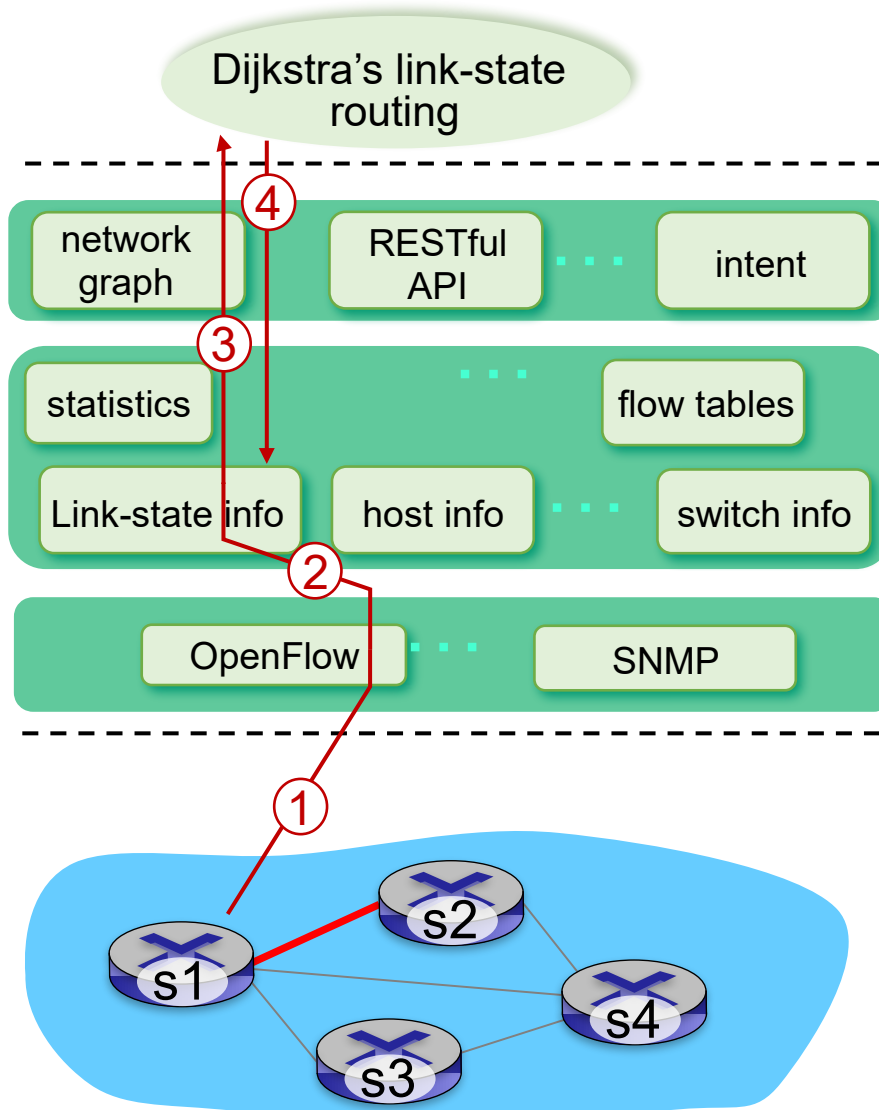 Dijkstra’s link-state
routing
4
network
graph
RESTful
API
intent
3
statistics
flow tables
Link-state info
host info
switch info
2
OpenFlow
SNMP
1
s2
s1
s4
s3